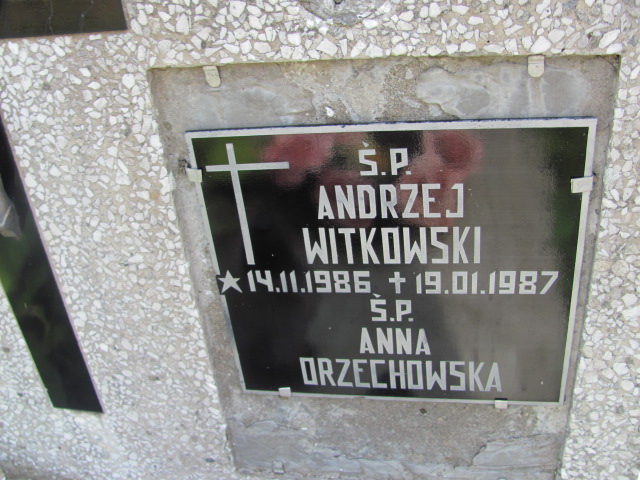 Ś.P.
ANDRZEJ
WITKOWSKI
★14.11.1986 ✝19.01.1987
Ś.P.
ANNA
ORZECHOWSKA